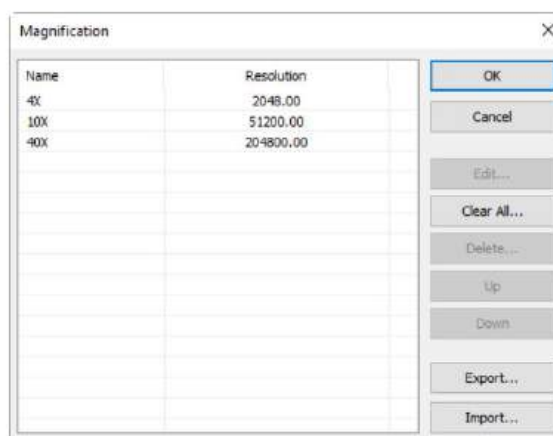 Magnification
Name Resolution
4X 2048.00
10X 51200.00
40X 204800.00
OK
Cancel
Edit...
Clear All...
Delete...
Up
Down
Export...
Import...